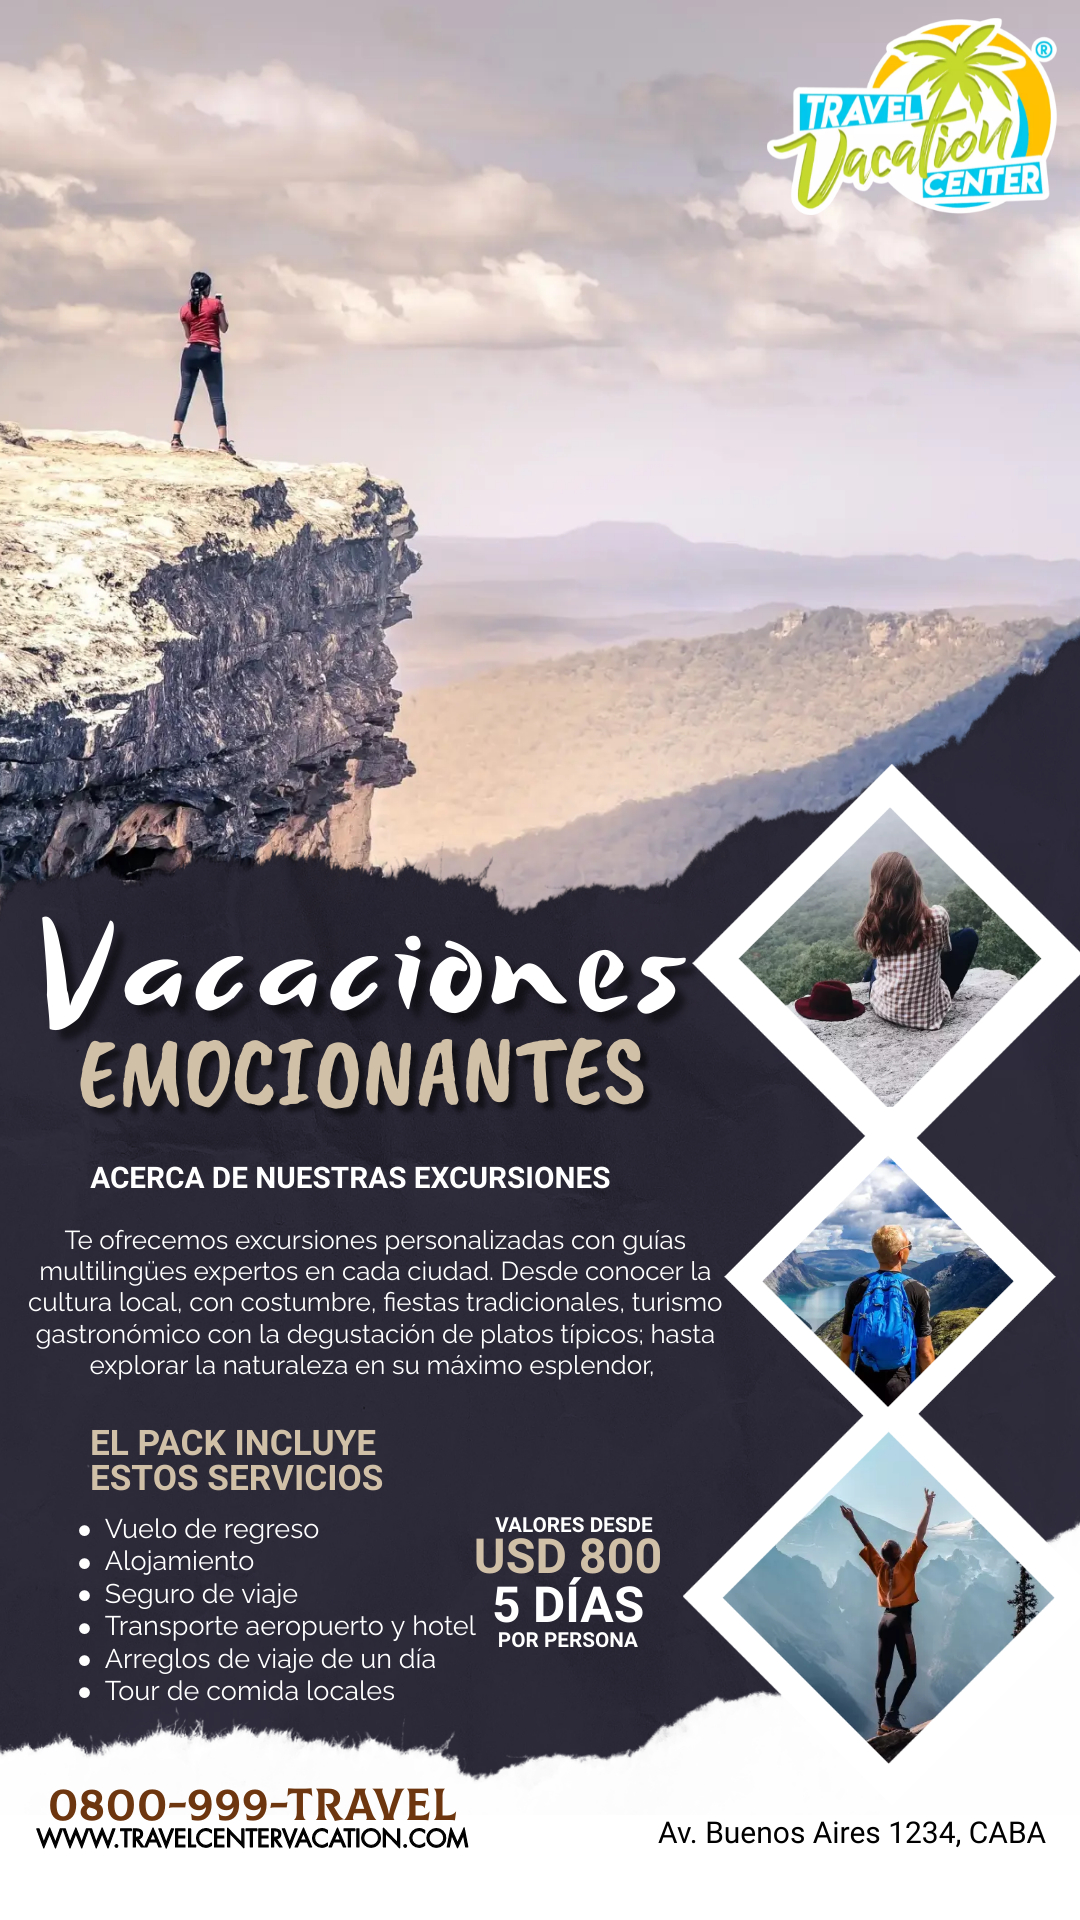 TRAVEL
Vacation
CENTER
®
Vacaciones
EMOCIONANTES
ACERCA DE NUESTRAS EXCURSIONES
Te ofrecemos excursiones personalizadas con guías
multilingües expertos en cada ciudad. Desde conocer la
cultura local, con costumbre, fiestas tradicionales, turismo
gastronómico con la degustación de platos típicos; hasta
explorar la naturaleza en su máximo esplendor,
EL PACK INCLUYE
ESTOS SERVICIOS
• Vuelo de regreso
• Alojamiento
• Seguro de viaje
• Transporte aeropuerto y hotel
• Arreglos de viaje de un día
• Tour de comida locales
VALORES DESDE
USD 800
5 DÍAS
POR PERSONA
0800-999-TRAVEL
WWW.TRAVELCENTERVACATION.COM
Av. Buenos Aires 1234, CABA